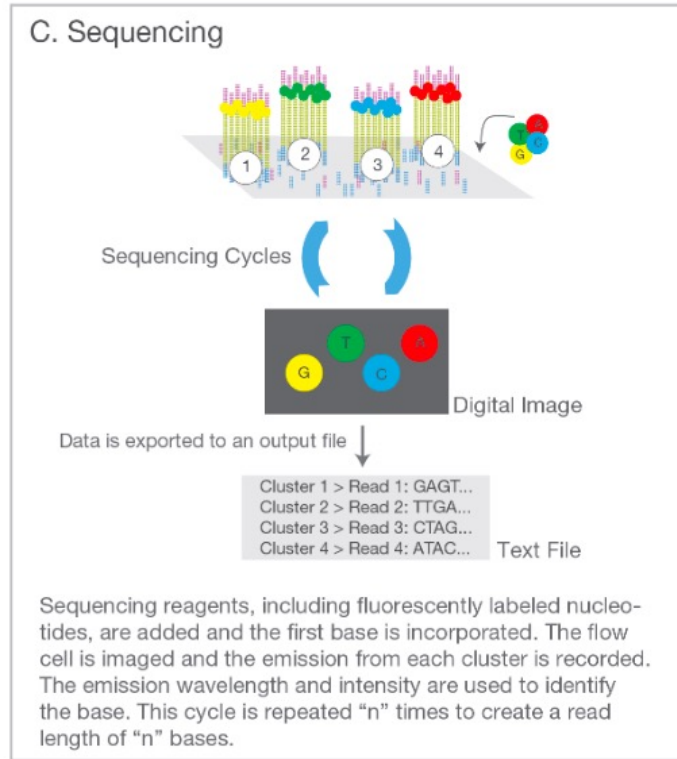 C. Sequencing
1
2
3
4
A
T
C
G
Sequencing Cycles
T
A
G
C
Digital Image
Data is exported to an output file
Cluster 1 > Read 1: GAGT...
Cluster 2 > Read 2: TTGA...
Cluster 3 > Read 3: CTAG...
Cluster 4 > Read 4: ATAC...
Text File
Sequencing reagents, including fluorescently labeled nucleo-
tides, are added and the first base is incorporated. The flow
cell is imaged and the emission from each cluster is recorded.
The emission wavelength and intensity are used to identify
the base. This cycle is repeated “n” times to create a read
length of “n” bases.